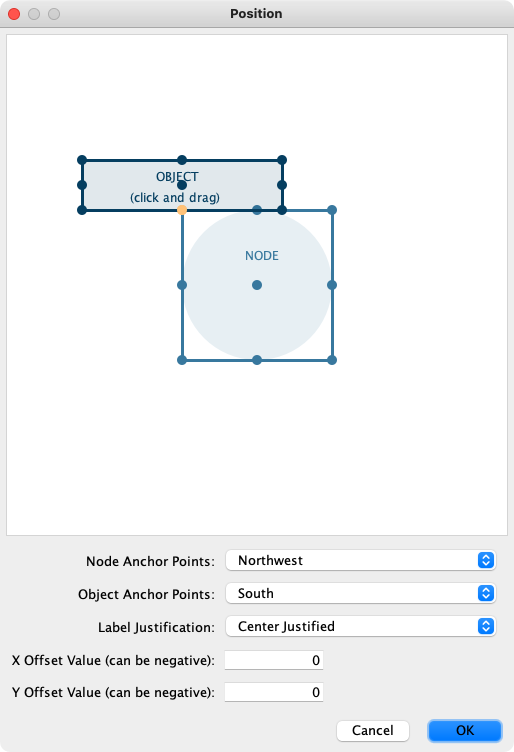 Position
OBJECT
(click and drag)
NODE
Node Anchor Points: Northwest
Object Anchor Points: South
Label Justification: Center Justified
X Offset Value (can be negative): 0
Y Offset Value (can be negative): 0
Cancel OK